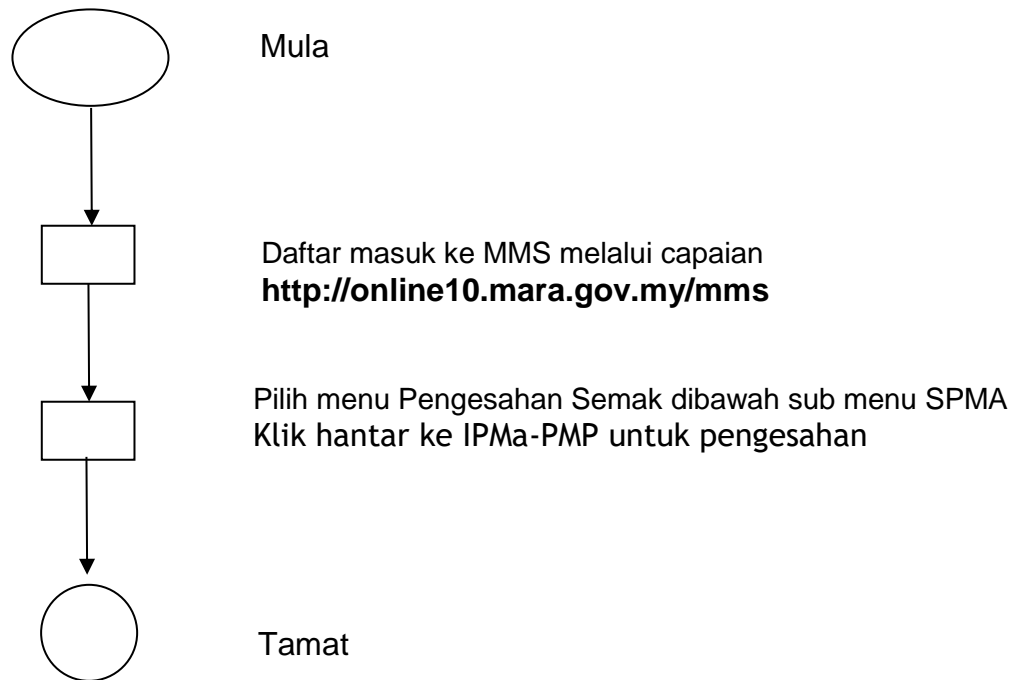 Mula
Daftar masuk ke MMS melalui capaian
http://online10.mara.gov.my/mms
Pilih menu Pengesahan Semak dibawah sub menu SPMA
Klik hantar ke IPMa-PMP untuk pengesahan
Tamat